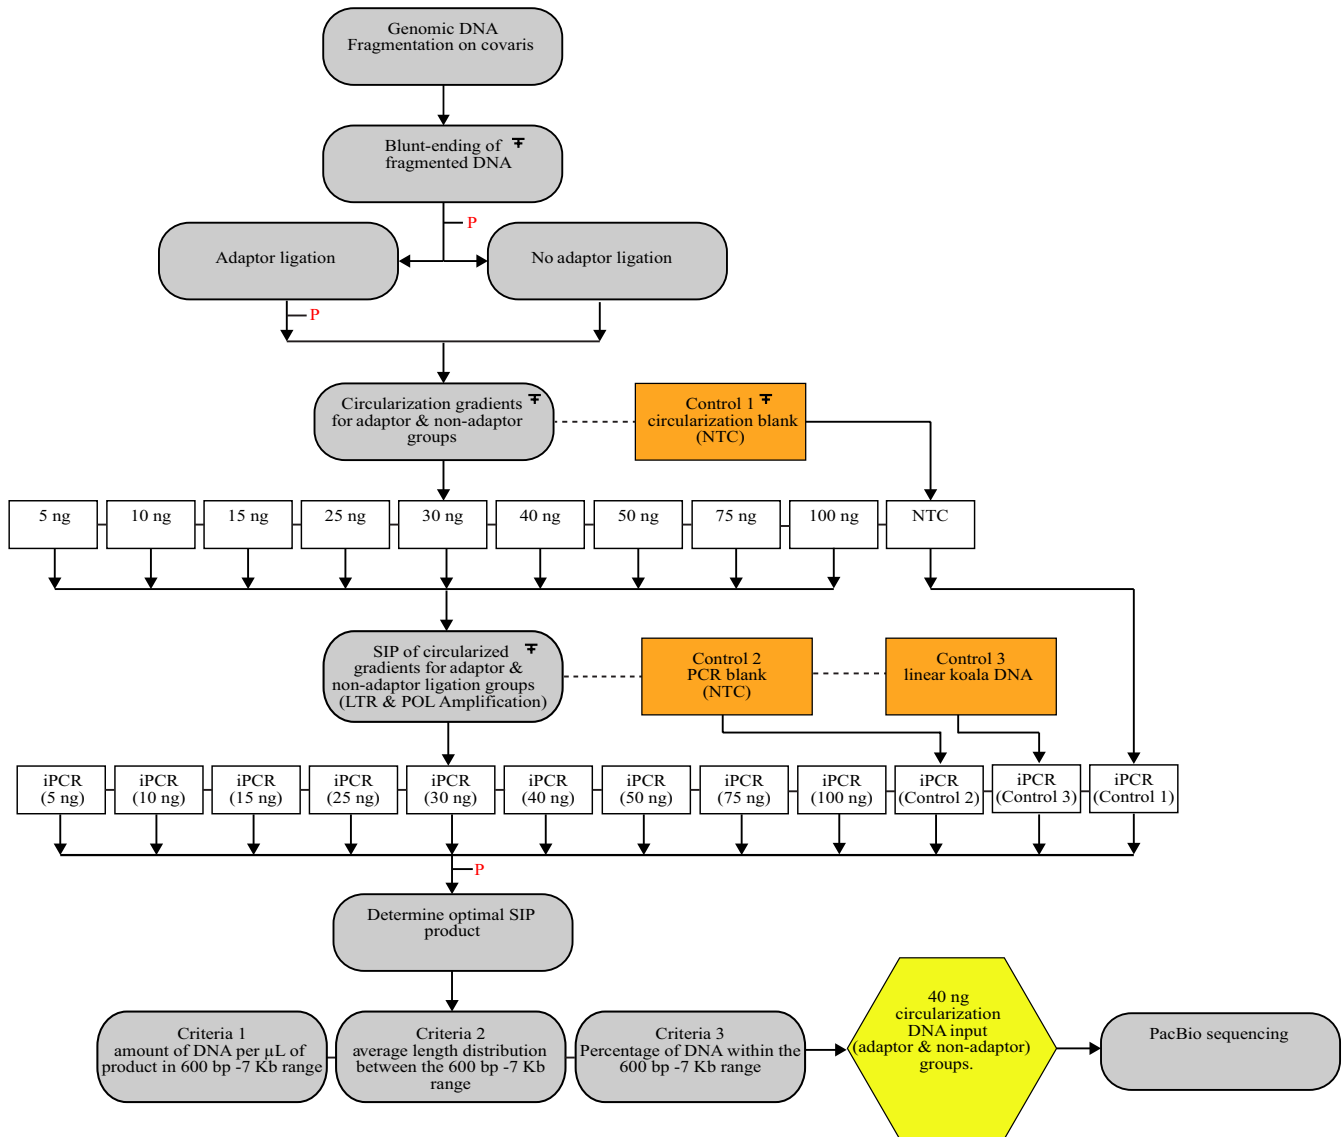 Genomic DNA
Fragmentation on covaris
Blunt-ending of ₸
fragmented DNA
P
Adaptor ligation
No adaptor ligation
P
Circularization gradients ₸
for adaptor & non-adaptor
groups
Control 1 ₸
circularization blank
(NTC)
5 ng
10 ng
15 ng
25 ng
30 ng
40 ng
50 ng
75 ng
100 ng
NTC
SIP of circularized ₸
gradients for adaptor &
non-adaptor ligation groups
(LTR & POL Amplification)
Control 2
PCR blank
(NTC)
Control 3
linear koala DNA
iPCR
(5 ng)
iPCR
(10 ng)
iPCR
(15 ng)
iPCR
(25 ng)
iPCR
(30 ng)
iPCR
(40 ng)
iPCR
(50 ng)
iPCR
(75 ng)
iPCR
(100 ng)
iPCR
(Control 2)
iPCR
(Control 3)
iPCR
(Control 1)
P
Determine optimal SIP
product
Criteria 1
amount of DNA per µL of
product in 600 bp -7 Kb range
Criteria 2
average length distribution
between the 600 bp -7 Kb
range
Criteria 3
Percentage of DNA within the
600 bp -7 Kb range
40 ng
circularization
DNA input
(adaptor & non-adaptor)
groups.
PacBio sequencing